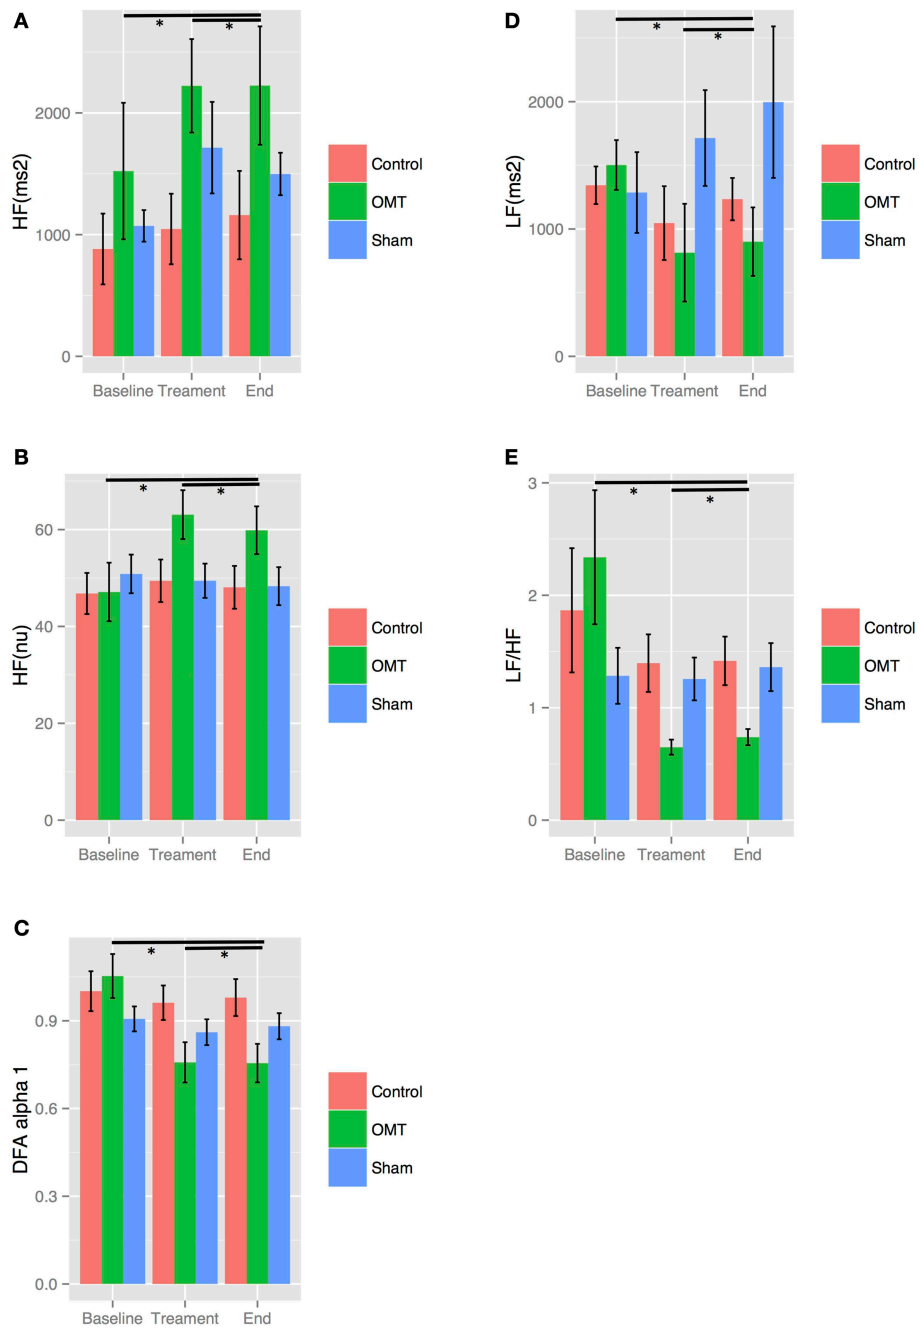 A
HF(ms2)
2000
1000
0
*
*
Baseline Treament End
Control
OMT
Sham
D
LF(ms2)
2000
1000
0
*
*
Baseline Treament End
Control
OMT
Sham
B
HF(nu)
60
40
20
0
*
*
Baseline Treament End
Control
OMT
Sham
E
LF/HF
3
2
1
0
*
*
Baseline Treament End
Control
OMT
Sham
C
DFA alpha 1
0.9
0.6
0.3
0.0
*
*
Baseline Treament End
Control
OMT
Sham